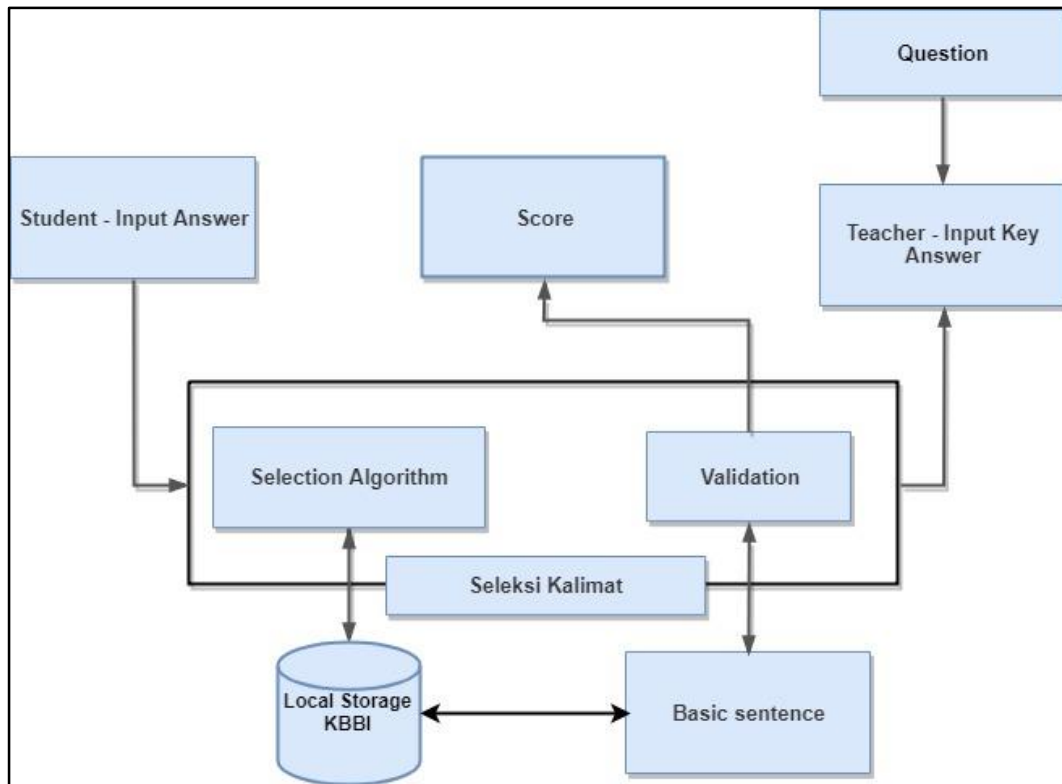 Question
Student - Input Answer
Score
Teacher - Input Key
Answer
Selection Algorithm
Validation
Seleksi Kalimat
Local Storage
KBBI
Basic sentence